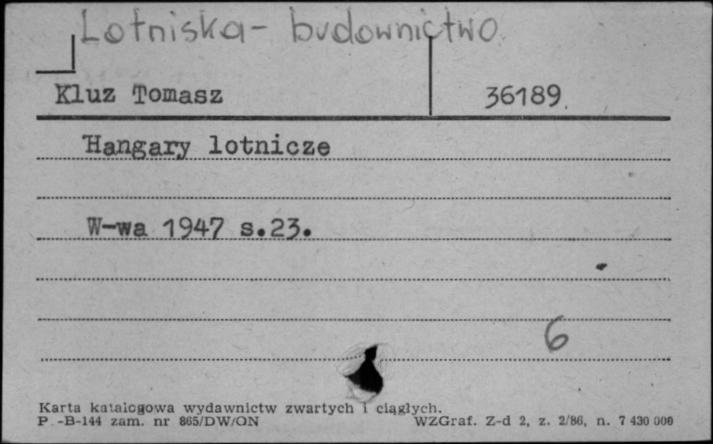 Lotniska - budownictwo
Kluz Tomasz 36189
Hangary lotnicze
W-wa 1947 s.23.
6
Karta katalogowa wydawnictw zwartych i ciągłych.
P.-B-144 zam. nr 865/DW/ON WZGraf. Z-d 2, z. 2/86, n. 7 430 000